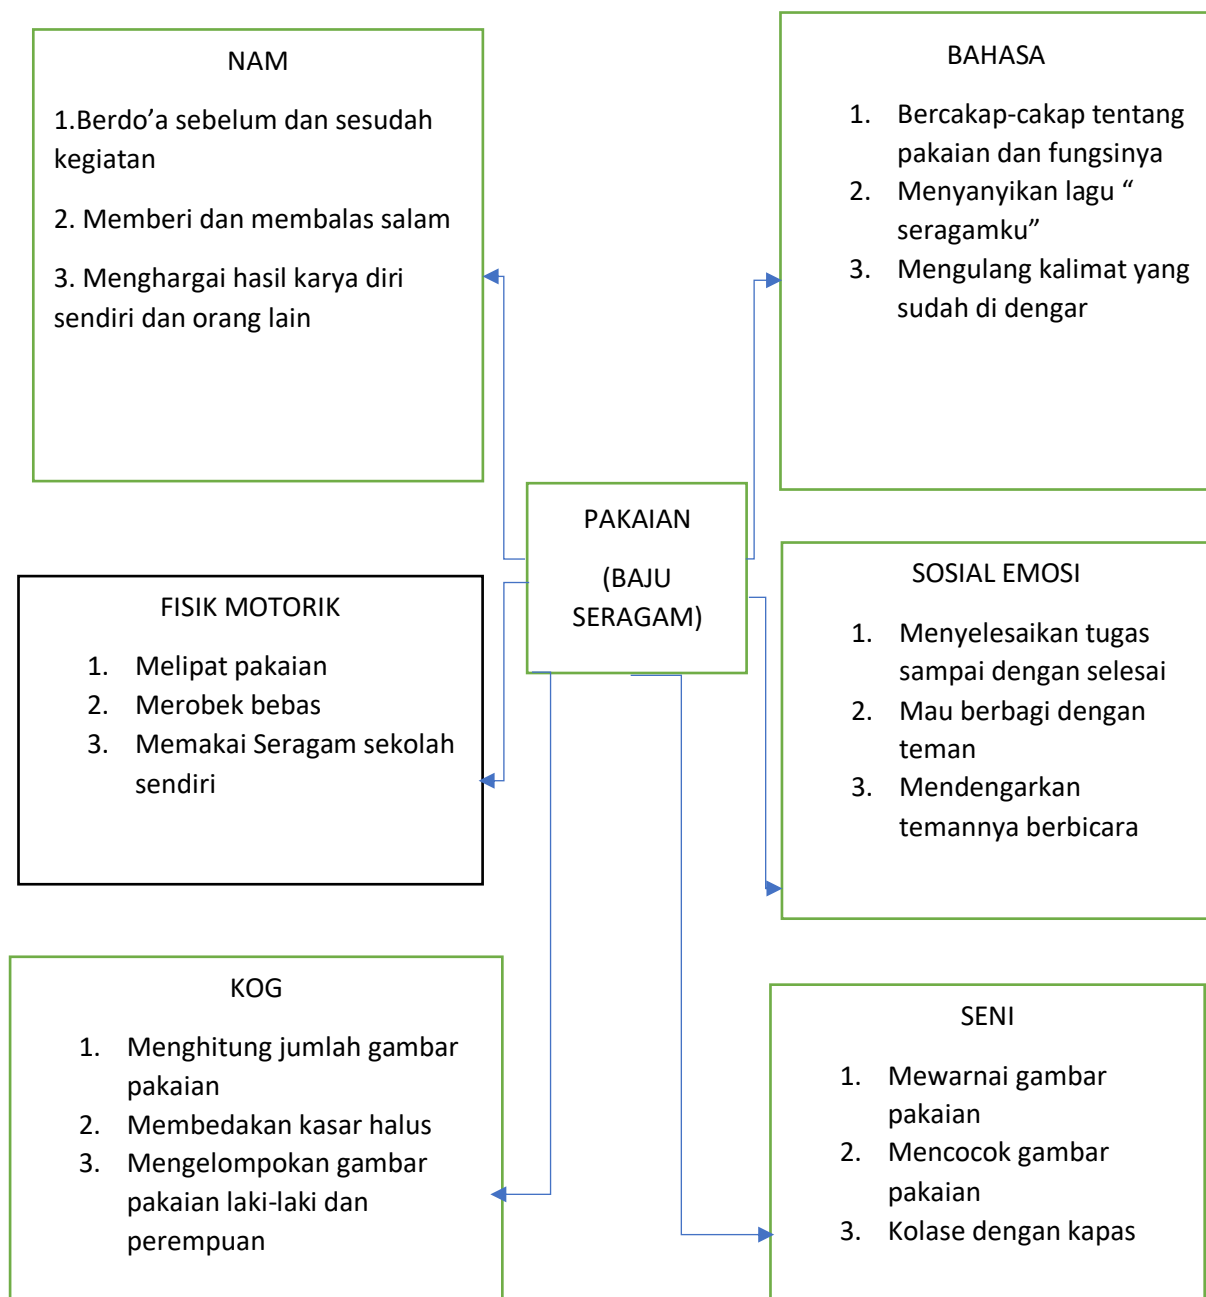 NAM
1.Berdo’a sebelum dan sesudah
kegiatan
2. Memberi dan membalas salam
3. Menghargai hasil karya diri
sendiri dan orang lain
BAHASA
1. Bercakap-cakap tentang
pakaian dan fungsinya
2. Menyanyikan lagu “
seragamku”
3. Mengulang kalimat yang
sudah di dengar
PAKAIAN
(BAJU
SERAGAM)
FISIK MOTORIK
1. Melipat pakaian
2. Merobek bebas
3. Memakai Seragam sekolah
sendiri
SOSIAL EMOSI
1. Menyelesaikan tugas
sampai dengan selesai
2. Mau berbagi dengan
teman
3. Mendengarkan
temannya berbicara
KOG
1. Menghitung jumlah gambar
pakaian
2. Membedakan kasar halus
3. Mengelompokan gambar
pakaian laki-laki dan
perempuan
SENI
1. Mewarnai gambar
pakaian
2. Mencocok gambar
pakaian
3. Kolase dengan kapas